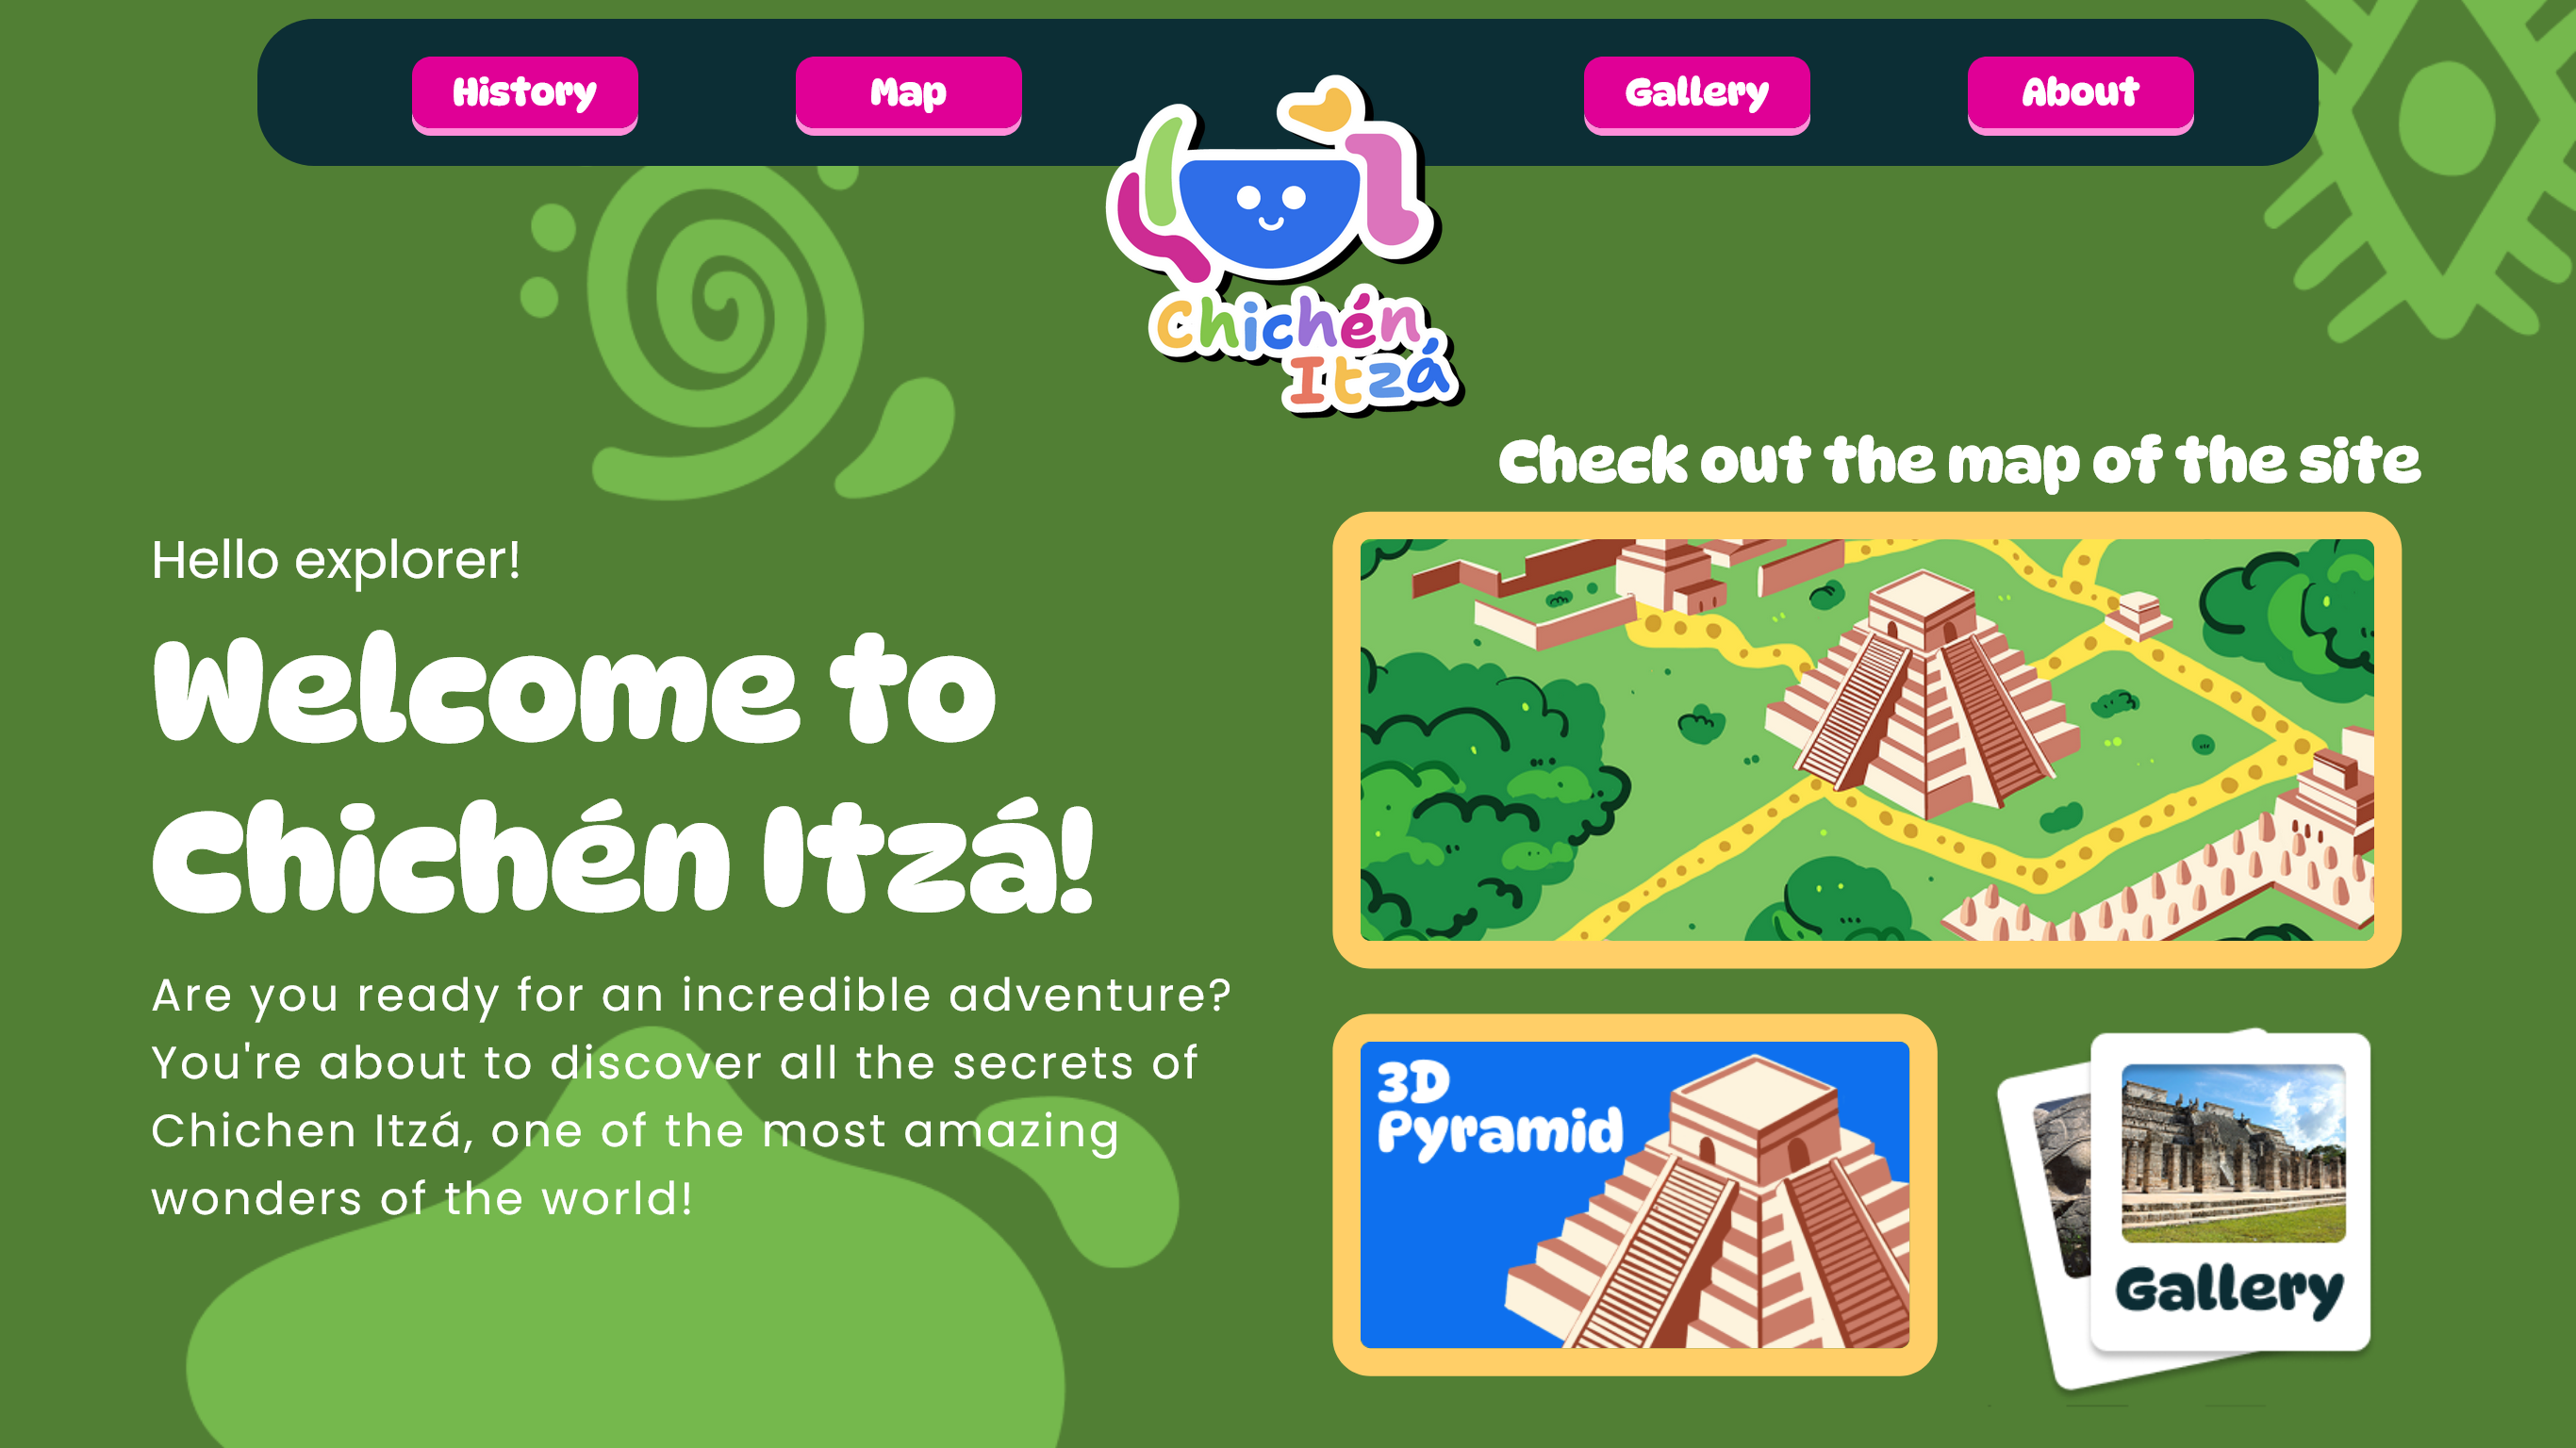 History
Map
Gallery
About
Chichén
Itzá
Check out the map of the site
Hello explorer!
Welcome to
Chichén Itzá!
Are you ready for an incredible adventure?
You're about to discover all the secrets of
Chichen Itzá, one of the most amazing
wonders of the world!
3D
Pyramid
Gallery